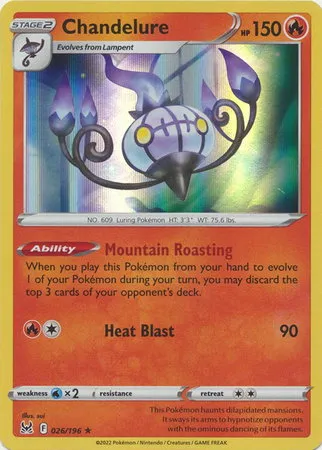 STAGE 2
Chandelure
HP 150
Evolves from Lampent
NO. 609 Luring Pokémon HT: 3'3" WT: 75.6 lbs.
Ability Mountain Roasting
When you play this Pokémon from your hand to evolve
1 of your Pokémon during your turn, you may discard the
top 3 cards of your opponent's deck.
Heat Blast 90
weakness ×2 resistance retreat
Illus. sui
F 026/196 ★
This Pokémon haunts dilapidated mansions.
It sways its arms to hypnotize opponents
with the ominous dancing of its flames.
©2022 Pokémon / Nintendo / Creatures / GAME FREAK